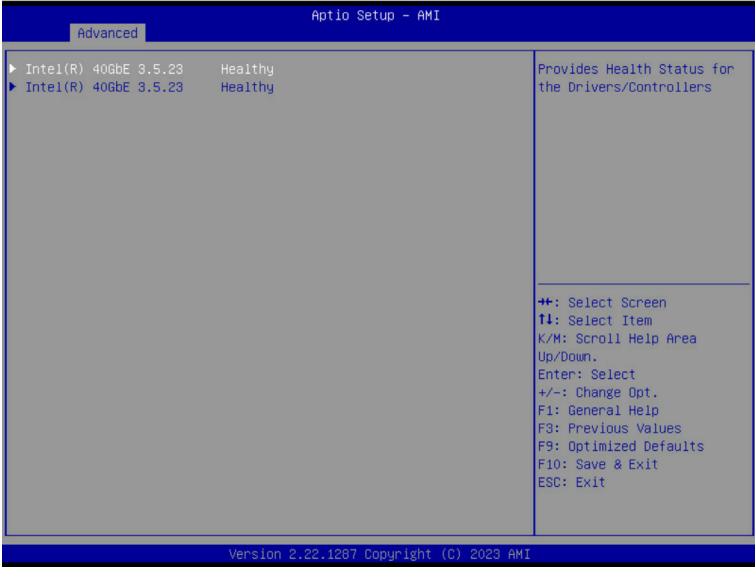 Aptio Setup – AMI
Advanced
▶ Intel(R) 40GbE 3.5.23 Healthy
▶ Intel(R) 40GbE 3.5.23 Healthy
Provides Health Status for
the Drivers/Controllers
→←: Select Screen
↑↓: Select Item
K/M: Scroll Help Area
Up/Down.
Enter: Select
+/-: Change Opt.
F1: General Help
F3: Previous Values
F9: Optimized Defaults
F10: Save & Exit
ESC: Exit
Version 2.22.1287 Copyright (C) 2023 AMI